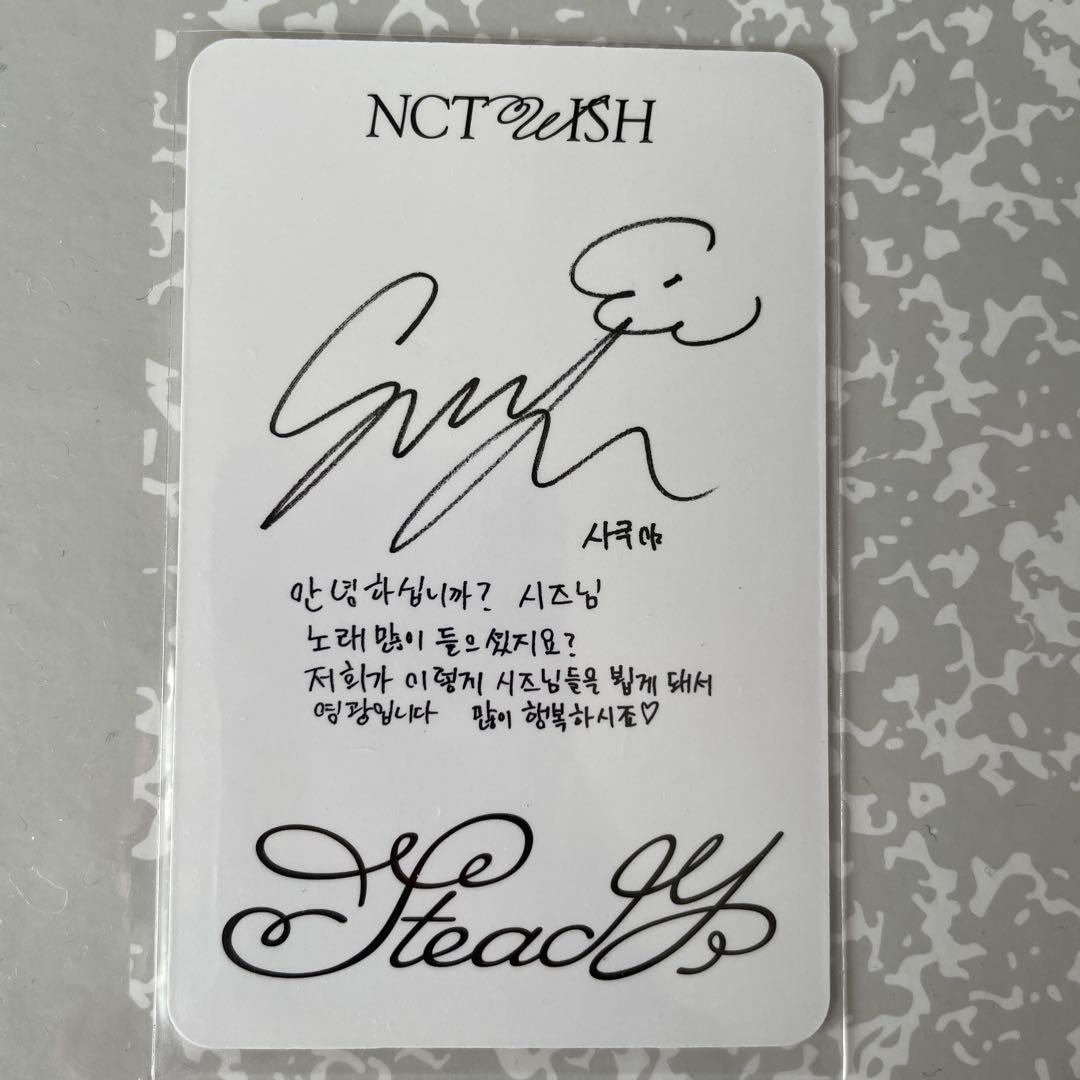 NCT WISH
사쿠야
안녕하십니까? 시즈님
노래 많이 들으셨지요?
저희가 이렇게 시즈님들을 뵙게 돼서
영광입니다 많이 행복하시죠♡
Steady